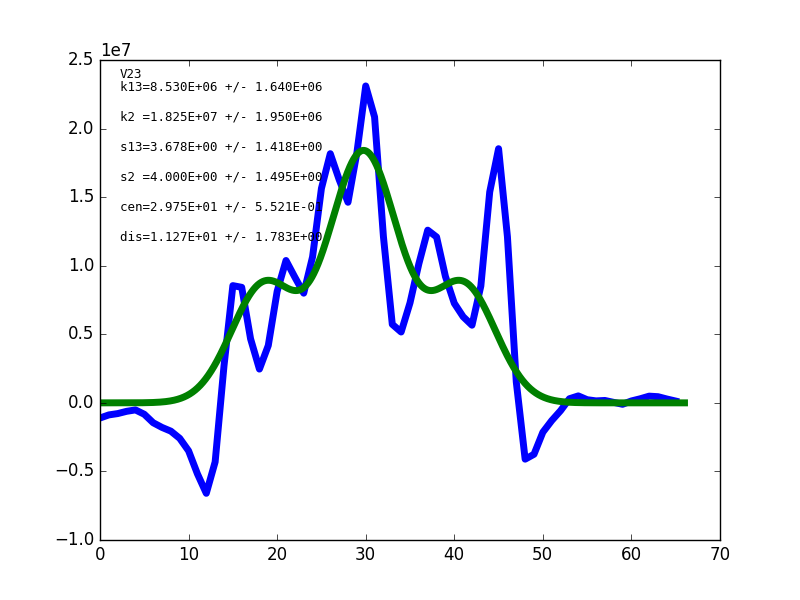 1e7
2.5
V23
k13=8.530E+06 +/- 1.640E+06
k2 =1.825E+07 +/- 1.950E+06
2.0
s13=3.678E+00 +/- 1.418E+00
1.5
s2 =4.000E+00 +/- 1.495E+00
cen=2.975E+01 +/- 5.521E-01
dis=1.127E+01 +/- 1.783E+00
1.0
0.5
0.0
−0.5
−1.0
0 10 20 30 40 50 60 70